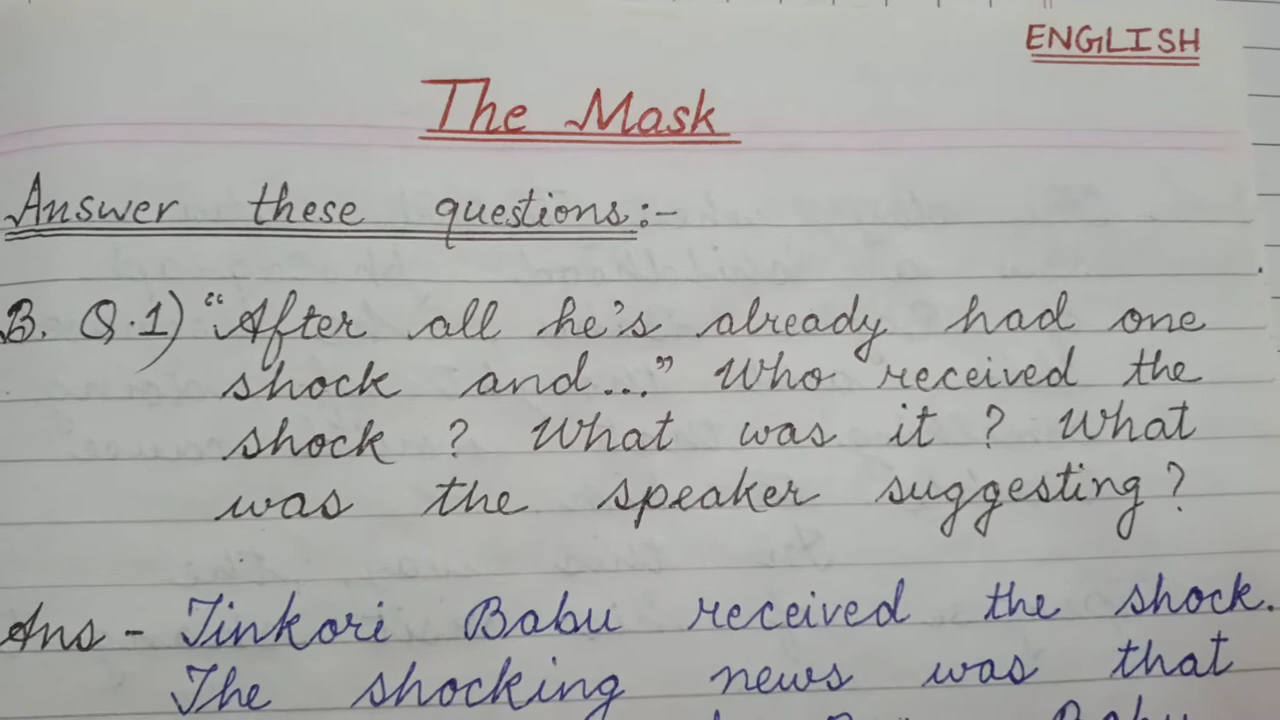 ENGLISH
The Mask
Answer these questions:-
B. Q.1) "After all he's already had one
shock and..." Who received the
shock ? What was it ? What
was the speaker suggesting ?
Ans - Tinkori Babu received the shock.
The shocking news was that
Babu